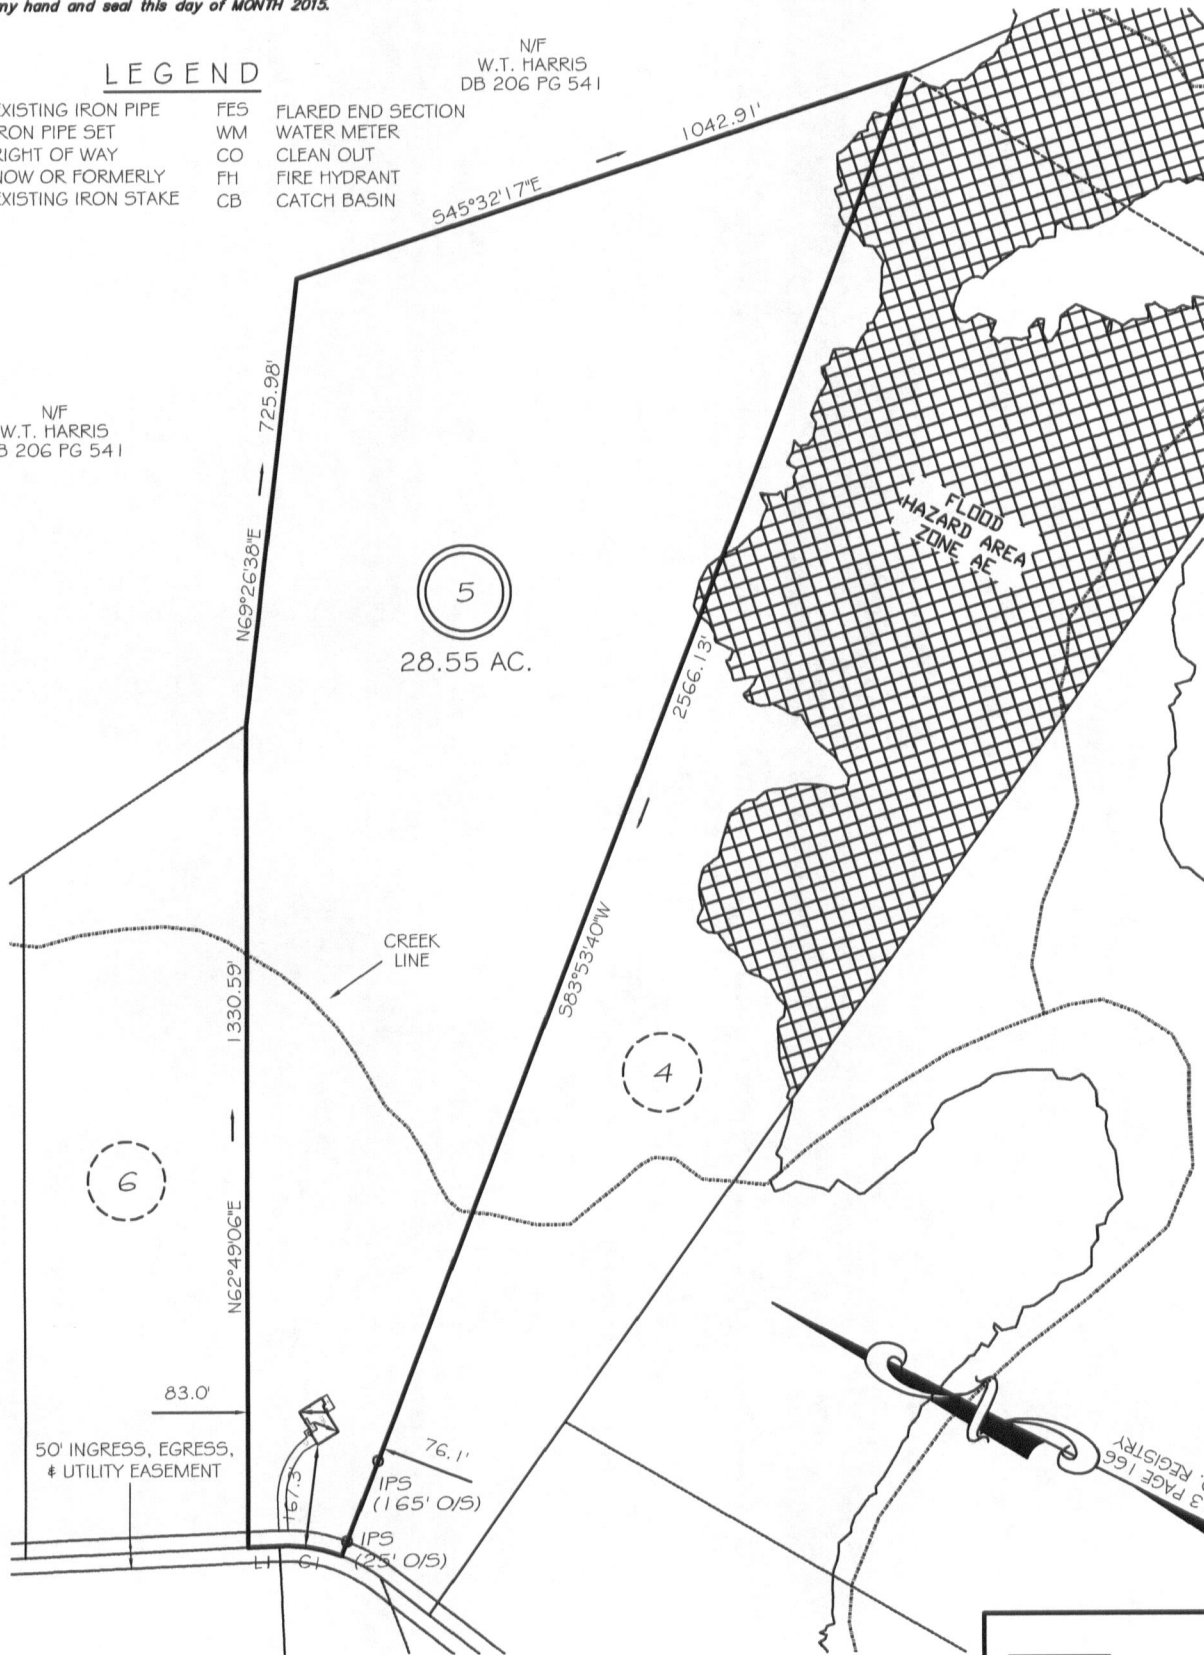 my hand and seal this day of MONTH 2015.
LEGEND
EXISTING IRON PIPE
IRON PIPE SET
RIGHT OF WAY
NOW OR FORMERLY
EXISTING IRON STAKE
FES FLARED END SECTION
WM WATER METER
CO CLEAN OUT
FH FIRE HYDRANT
CB CATCH BASIN
N/F
W.T. HARRIS
DB 206 PG 541
1042.91'
S45°32'17"E
725.98'
N69°26'38"E
N/F
W.T. HARRIS
B 206 PG 541
5
28.55 AC.
FLOOD
HAZARD AREA
ZONE AE
2566.13'
S83°53'40"W
CREEK
LINE
1330.59'
N62°49'06"E
4
6
83.0'
50' INGRESS, EGRESS,
& UTILITY EASEMENT
167.3'
76.1'
IPS
(165' O/S)
IPS
(25' O/S)
L1
C1
3 PAGE 166
REGISTRY